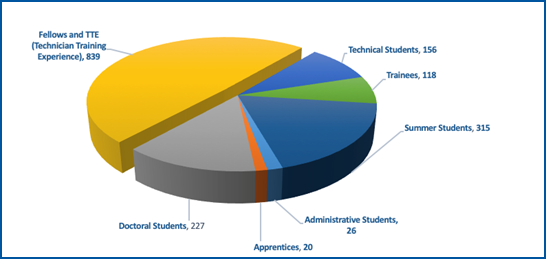 Fellows and TTE
(Technician Training
Experience), 839
Technical Students, 156
Trainees, 118
Summer Students, 315
Administrative Students,
26
Apprentices, 20
Doctoral Students, 227